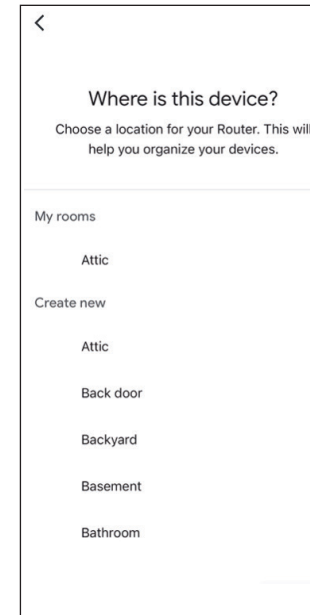 Where is this device?
Choose a location for your Router. This will
help you organize your devices.
My rooms
Attic
Create new
Attic
Back door
Backyard
Basement
Bathroom